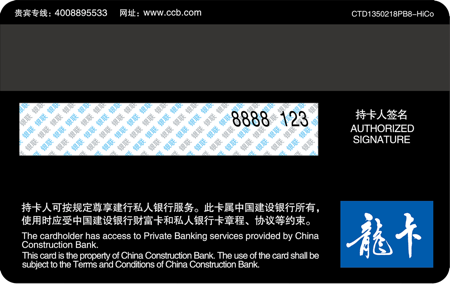 贵宾专线：4008895533 网址：www.ccb.com CTD1350218PB8-HiCo
8888 123
持卡人签名
AUTHORIZED
SIGNATURE
持卡人可按规定尊享建行私人银行服务。此卡属中国建设银行所有，
使用时应受中国建设银行财富卡和私人银行卡章程、协议等约束。
The cardholder has access to Private Banking services provided by China
Construction Bank.
This card is the property of China Construction Bank. The use of the card shall be
subject to the Terms and Conditions of China Construction Bank.
龍卡